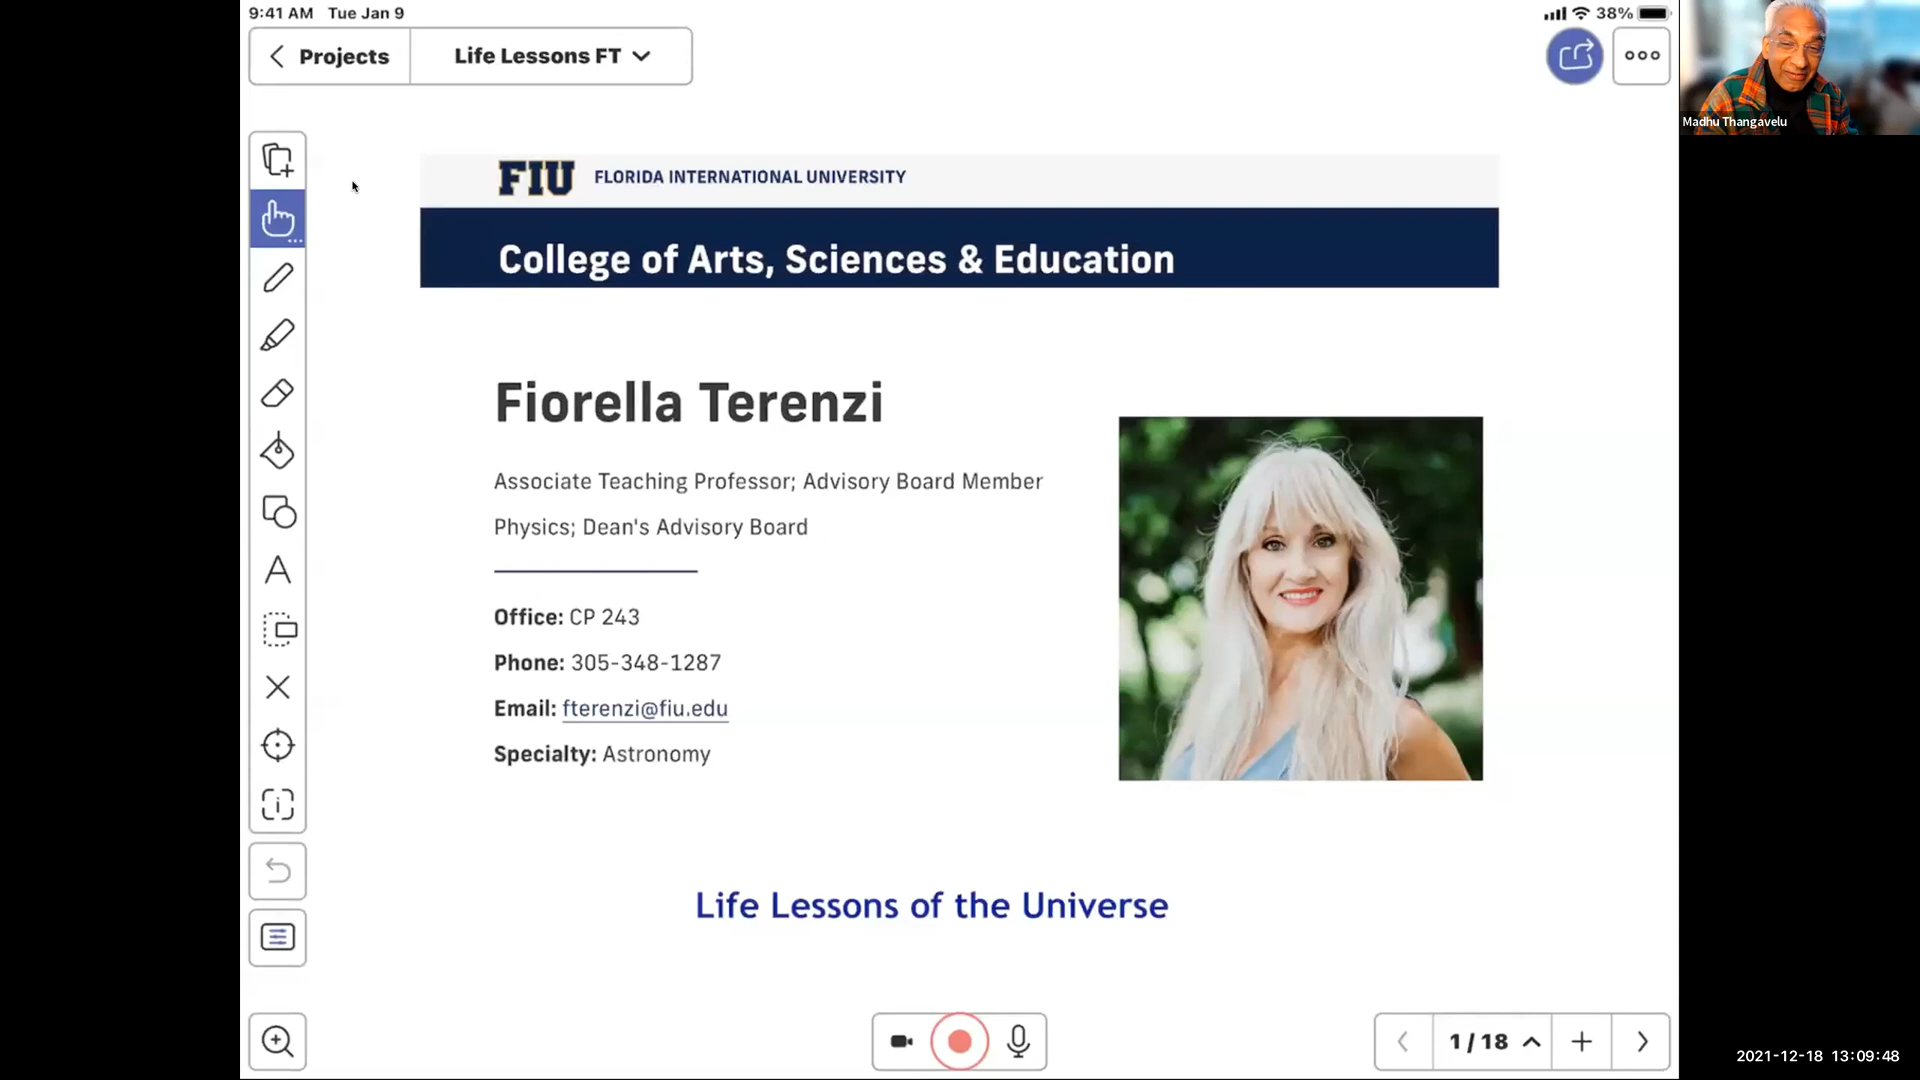 9:41 AM Tue Jan 9
38%
Projects
Life Lessons FT
Madhu Thangavelu
FIU FLORIDA INTERNATIONAL UNIVERSITY
College of Arts, Sciences & Education
Fiorella Terenzi
Associate Teaching Professor; Advisory Board Member
Physics; Dean's Advisory Board
Office: CP 243
Phone: 305-348-1287
Email: fterenzi@fiu.edu
Specialty: Astronomy
Life Lessons of the Universe
1/18
2021-12-18 13:09:48